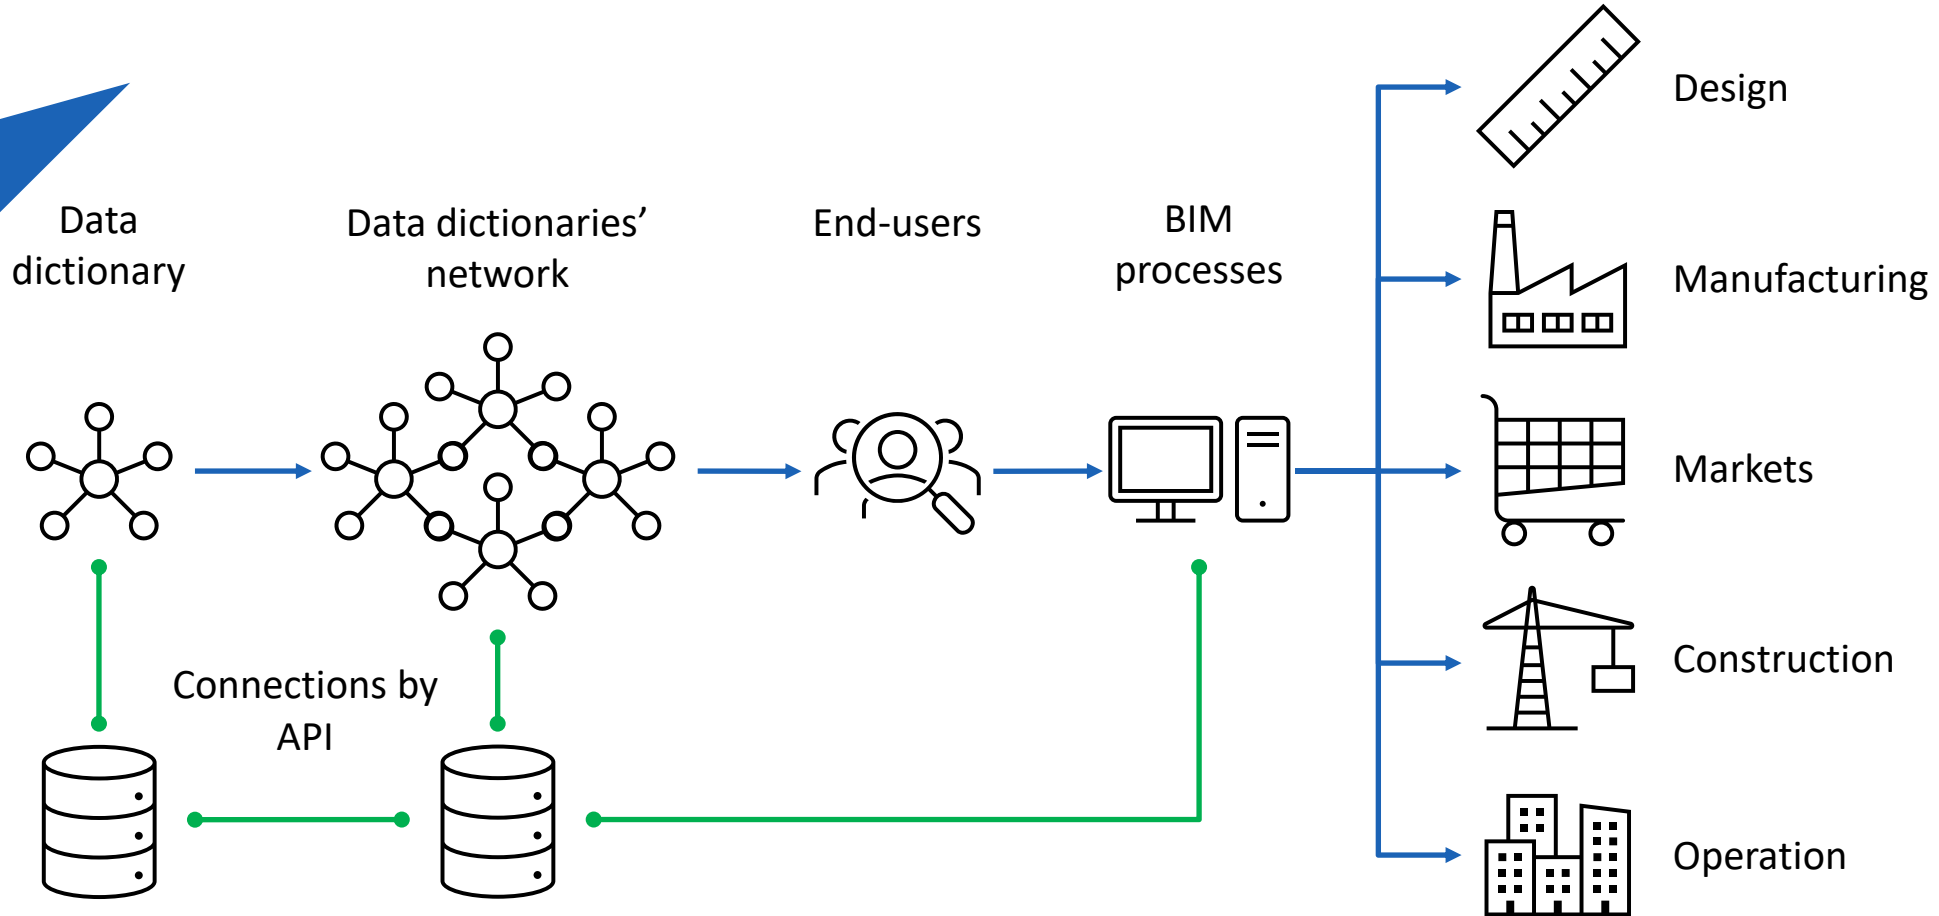 Data
dictionary
Data dictionaries’
network
End-users
BIM
processes
Connections by
API
Design
Manufacturing
Markets
Construction
Operation